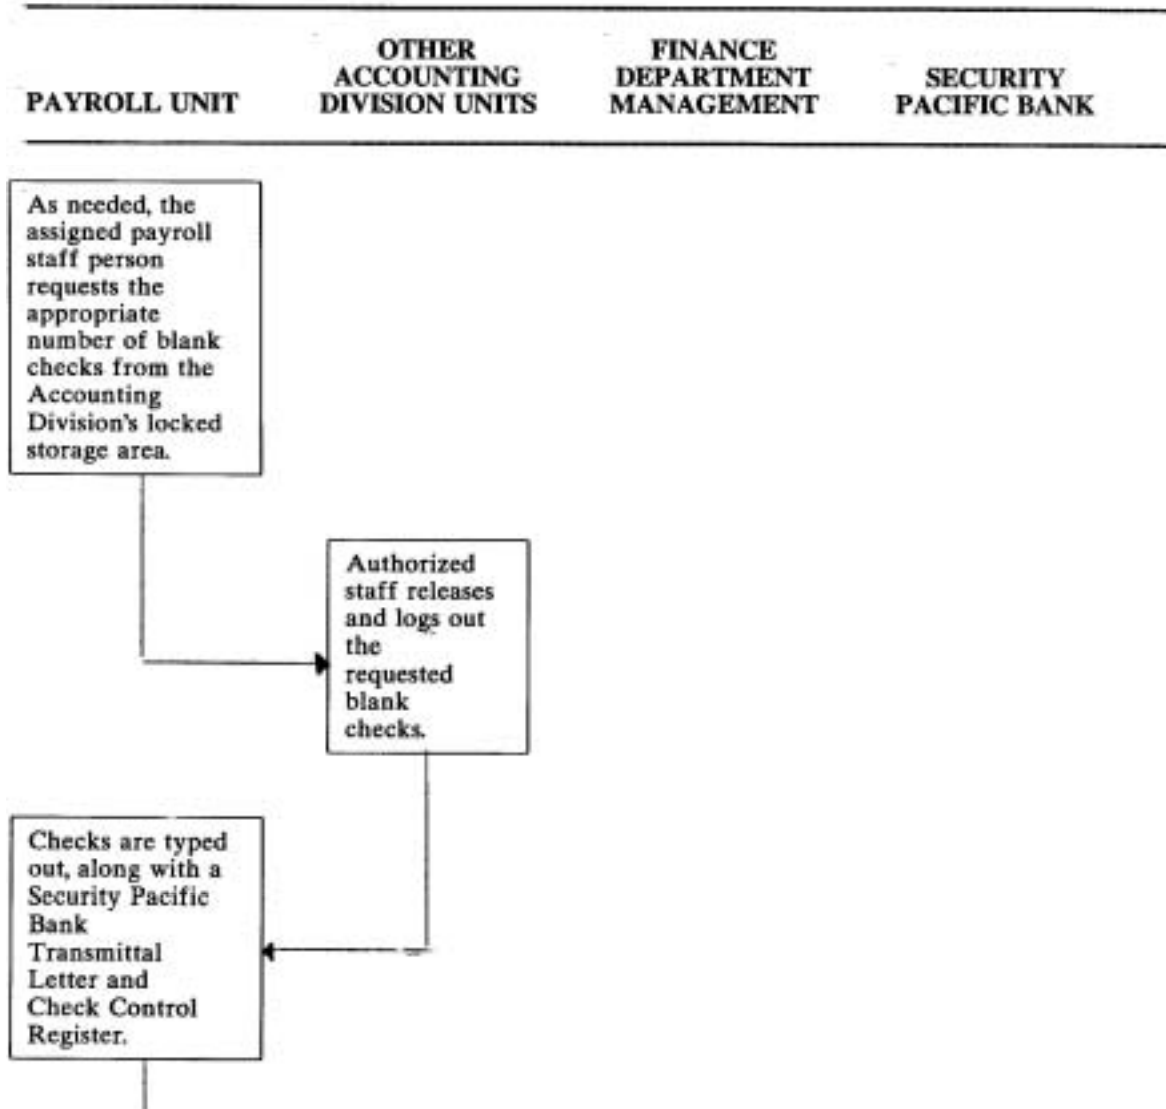 PAYROLL UNIT
OTHER
ACCOUNTING
DIVISION UNITS
FINANCE
DEPARTMENT
MANAGEMENT
SECURITY
PACIFIC BANK
As needed, the
assigned payroll
staff person
requests the
appropriate
number of blank
checks from the
Accounting
Division's locked
storage area.
Authorized
staff releases
and logs out
the
requested
blank
checks.
Checks are typed
out, along with a
Security Pacific
Bank
Transmittal
Letter and
Check Control
Register.